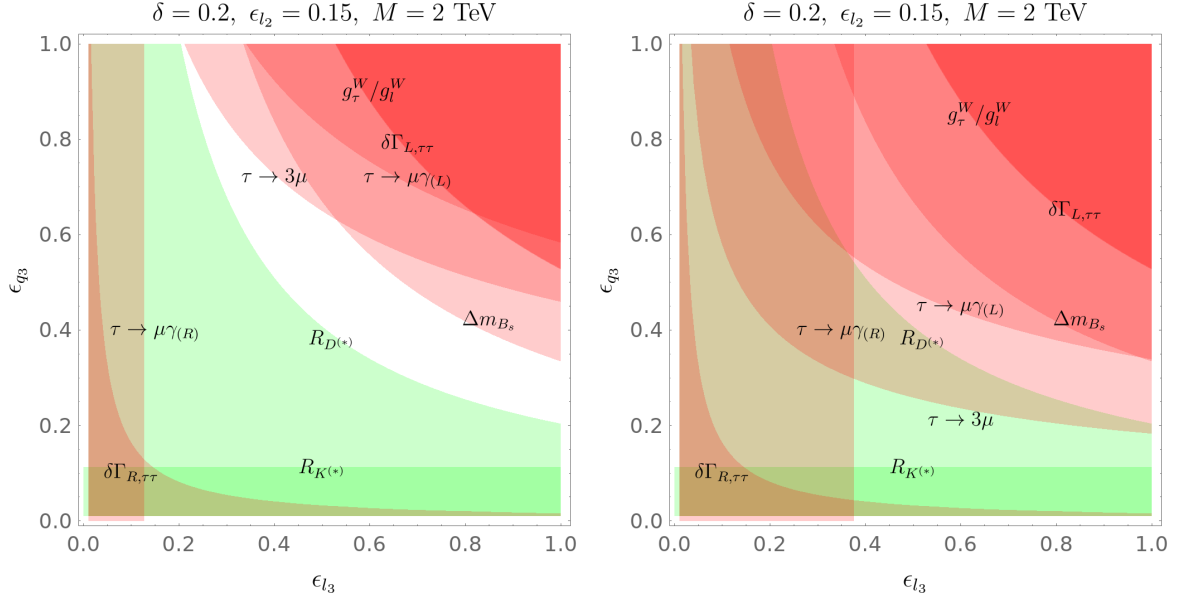 δ = 0.2, ϵ_{l_2} = 0.15, M = 2 TeV
1.0
0.8
0.6
0.4
0.2
0.0
ϵ_{q_3}
g_τ^W/g_l^W
δΓ_{L,ττ}
τ → 3μ
τ → μγ_{(L)}
Δm_{B_s}
τ → μγ_{(R)}
R_{D^{(*)}}
δΓ_{R,ττ}
R_{K^{(*)}}
0.0 0.2 0.4 0.6 0.8 1.0
ϵ_{l_3}
δ = 0.2, ϵ_{l_2} = 0.15, M = 2 TeV
1.0
0.8
0.6
0.4
0.2
0.0
ϵ_{q_3}
g_τ^W/g_l^W
δΓ_{L,ττ}
τ → μγ_{(L)}
Δm_{B_s}
τ → μγ_{(R)}
R_{D^{(*)}}
τ → 3μ
δΓ_{R,ττ}
R_{K^{(*)}}
0.0 0.2 0.4 0.6 0.8 1.0
ϵ_{l_3}